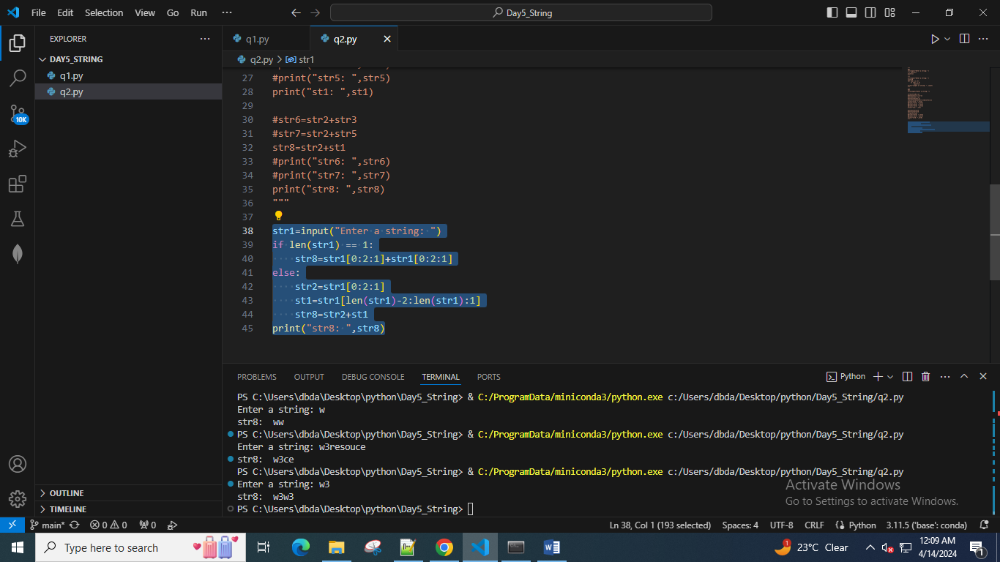 File Edit Selection View Go Run ··· Day5_String
EXPLORER ···
DAY5_STRING
q1.py
q2.py
OUTLINE
TIMELINE
10K
q1.py q2.py
q2.py > str1
27 #print("str5: ",str5)
28 print("st1: ",st1)
29
30 #str6=str2+str3
31 #str7=str2+str5
32 str8=str2+st1
33 #print("str6: ",str6)
34 #print("str7: ",str7)
35 print("str8: ",str8)
36 """
37
38 str1=input("Enter a string: ")
39 if len(str1) == 1:
40 str8=str1[0:2:1]+str1[0:2:1]
41 else:
42 str2=str1[0:2:1]
43 st1=str1[len(str1)-2:len(str1):1]
44 str8=str2+st1
45 print("str8: ",str8)
PROBLEMS OUTPUT DEBUG CONSOLE TERMINAL PORTS Python
PS C:\Users\dbda\Desktop\python\Day5_String> & C:/ProgramData/miniconda3/python.exe c:/Users/dbda/Desktop/python/Day5_String/q2.py
Enter a string: w
str8:  ww
PS C:\Users\dbda\Desktop\python\Day5_String> & C:/ProgramData/miniconda3/python.exe c:/Users/dbda/Desktop/python/Day5_String/q2.py
Enter a string: w3resouce
str8:  w3ce
PS C:\Users\dbda\Desktop\python\Day5_String> & C:/ProgramData/miniconda3/python.exe c:/Users/dbda/Desktop/python/Day5_String/q2.py
Enter a string: w3
str8:  w3w3
PS C:\Users\dbda\Desktop\python\Day5_String>
Activate Windows
Go to Settings to activate Windows.
main* 0 0 0 Ln 38, Col 1 (193 selected) Spaces: 4 UTF-8 CRLF Python 3.11.5 ('base': conda)
Type here to search 1 23°C Clear 12:09 AM
4/14/2024 1